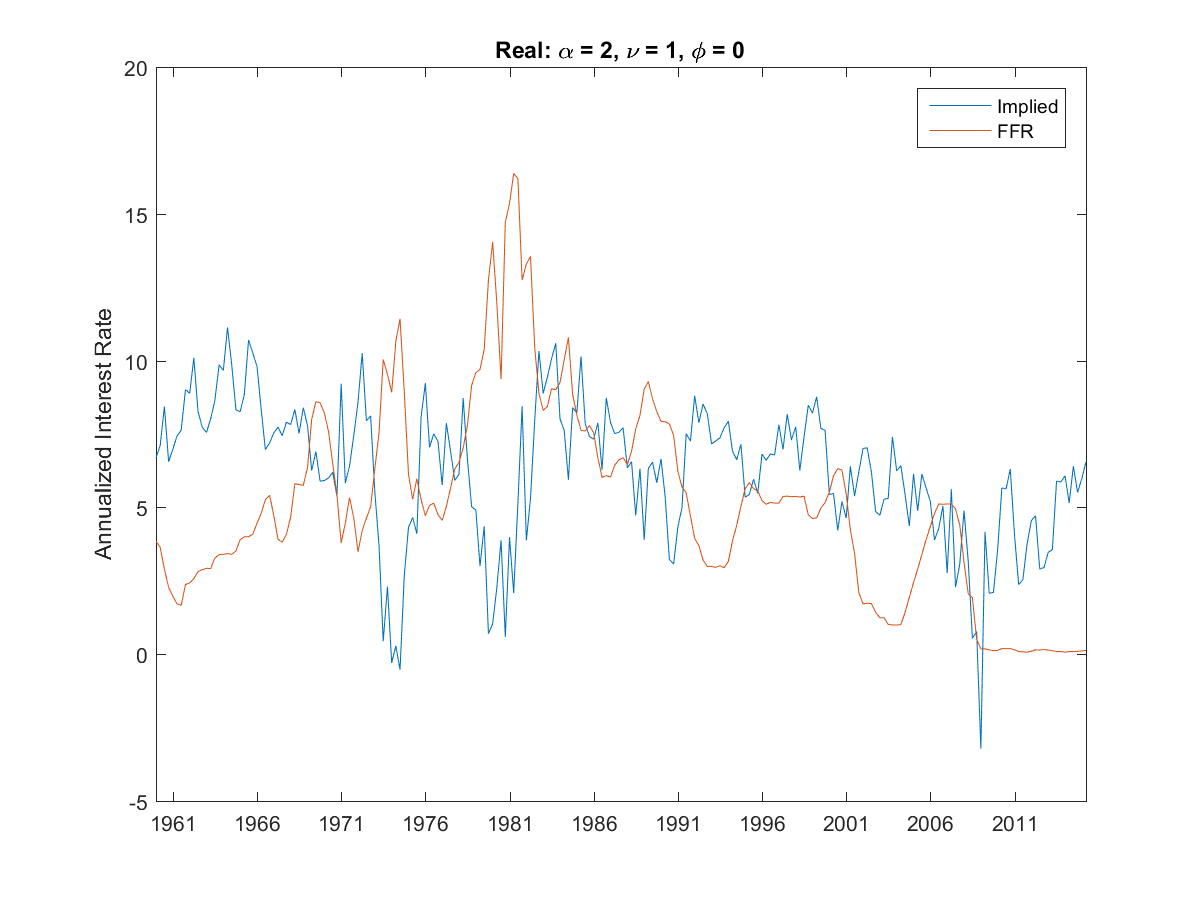 Real: α = 2, ν = 1, ϕ = 0
20
15
10
5
0
-5
Annualized Interest Rate
Implied
FFR
1961 1966 1971 1976 1981 1986 1991 1996 2001 2006 2011